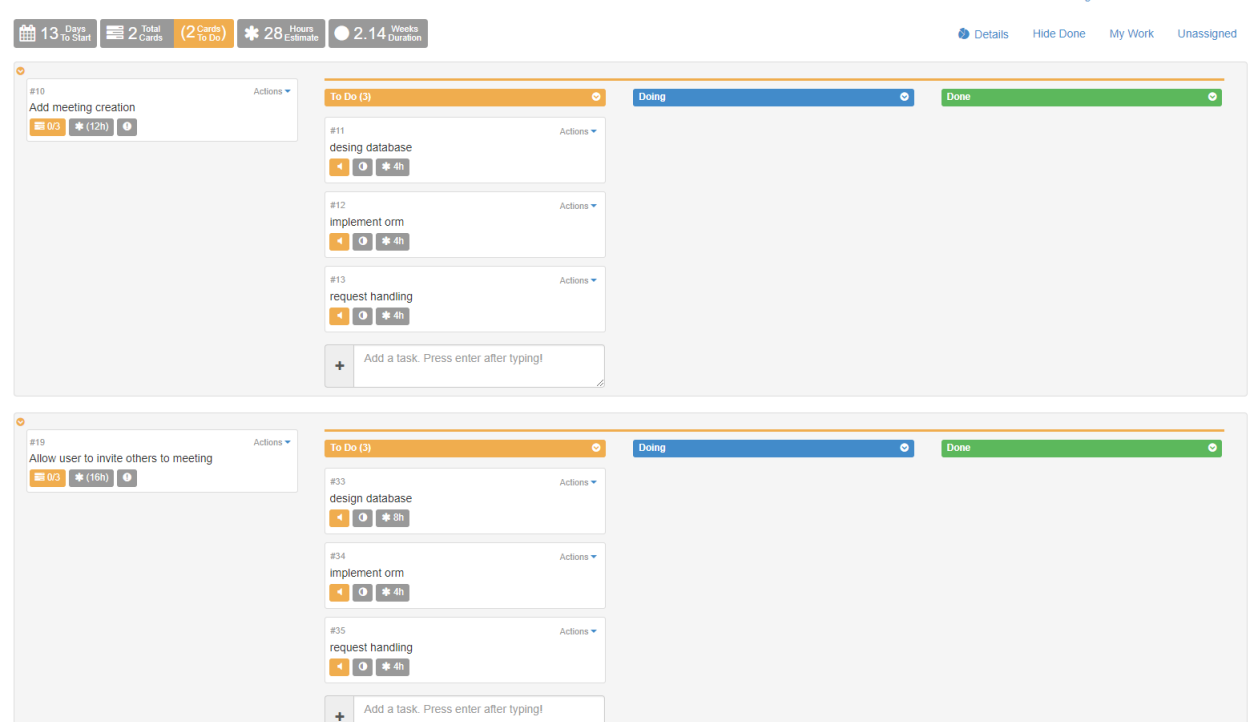 13 Days To Start 2 Total Cards (2 Cards To Do) 28 Hours Estimate 2.14 Weeks Duration
Details Hide Done My Work Unassigned
#10 Actions
Add meeting creation
0/3 (12h)
To Do (3) Doing Done
#11 Actions
desing database
4h
#12 Actions
implement orm
4h
#13 Actions
request handling
4h
Add a task. Press enter after typing!
#19 Actions
Allow user to invite others to meeting
0/3 (16h)
To Do (3) Doing Done
#33 Actions
design database
8h
#34 Actions
implement orm
4h
#35 Actions
request handling
4h
Add a task. Press enter after typing!